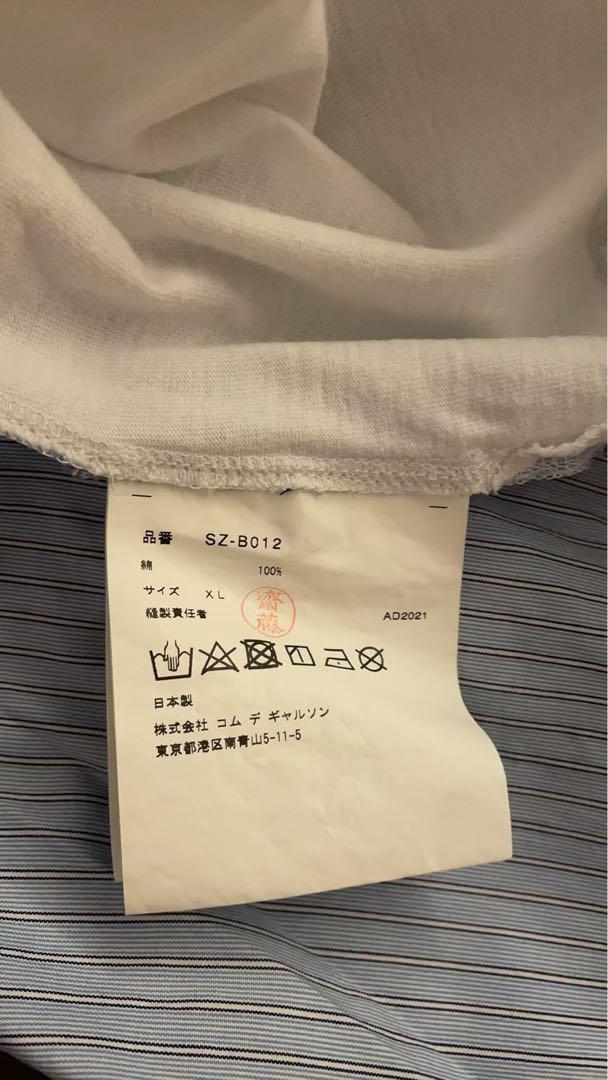 品番 SZ-B012
綿 100%
サイズ XL
縫製責任者 齋藤 AD2021
日本製
株式会社 コム デ ギャルソン
東京都港区南青山5-11-5